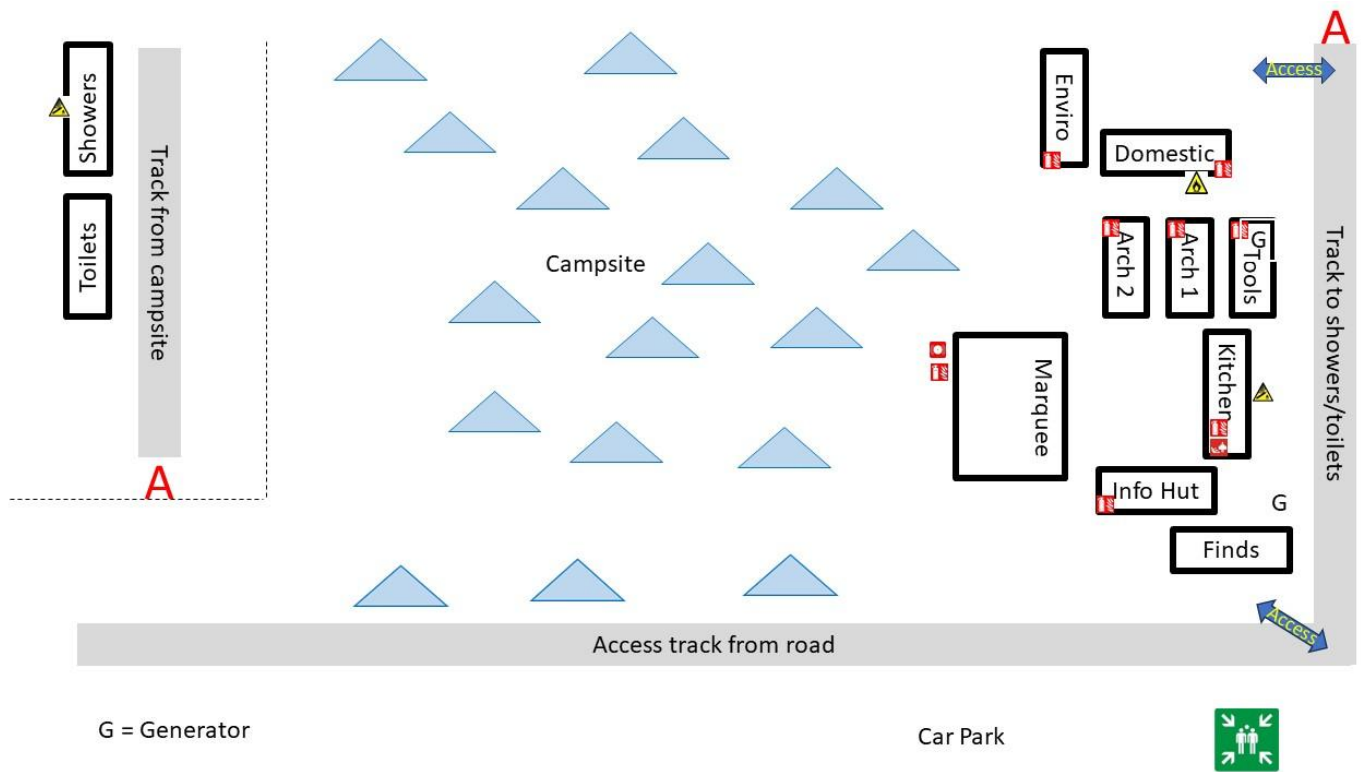 A
Access
Showers
Enviro
Domestic
Track from campsite
Toilets
G
Tools
Arch 1
Arch 2
Campsite
Track to showers/toilets
Kitchen
Marquee
A
Info Hut
G
Finds
Access
Access track from road
G = Generator
Car Park